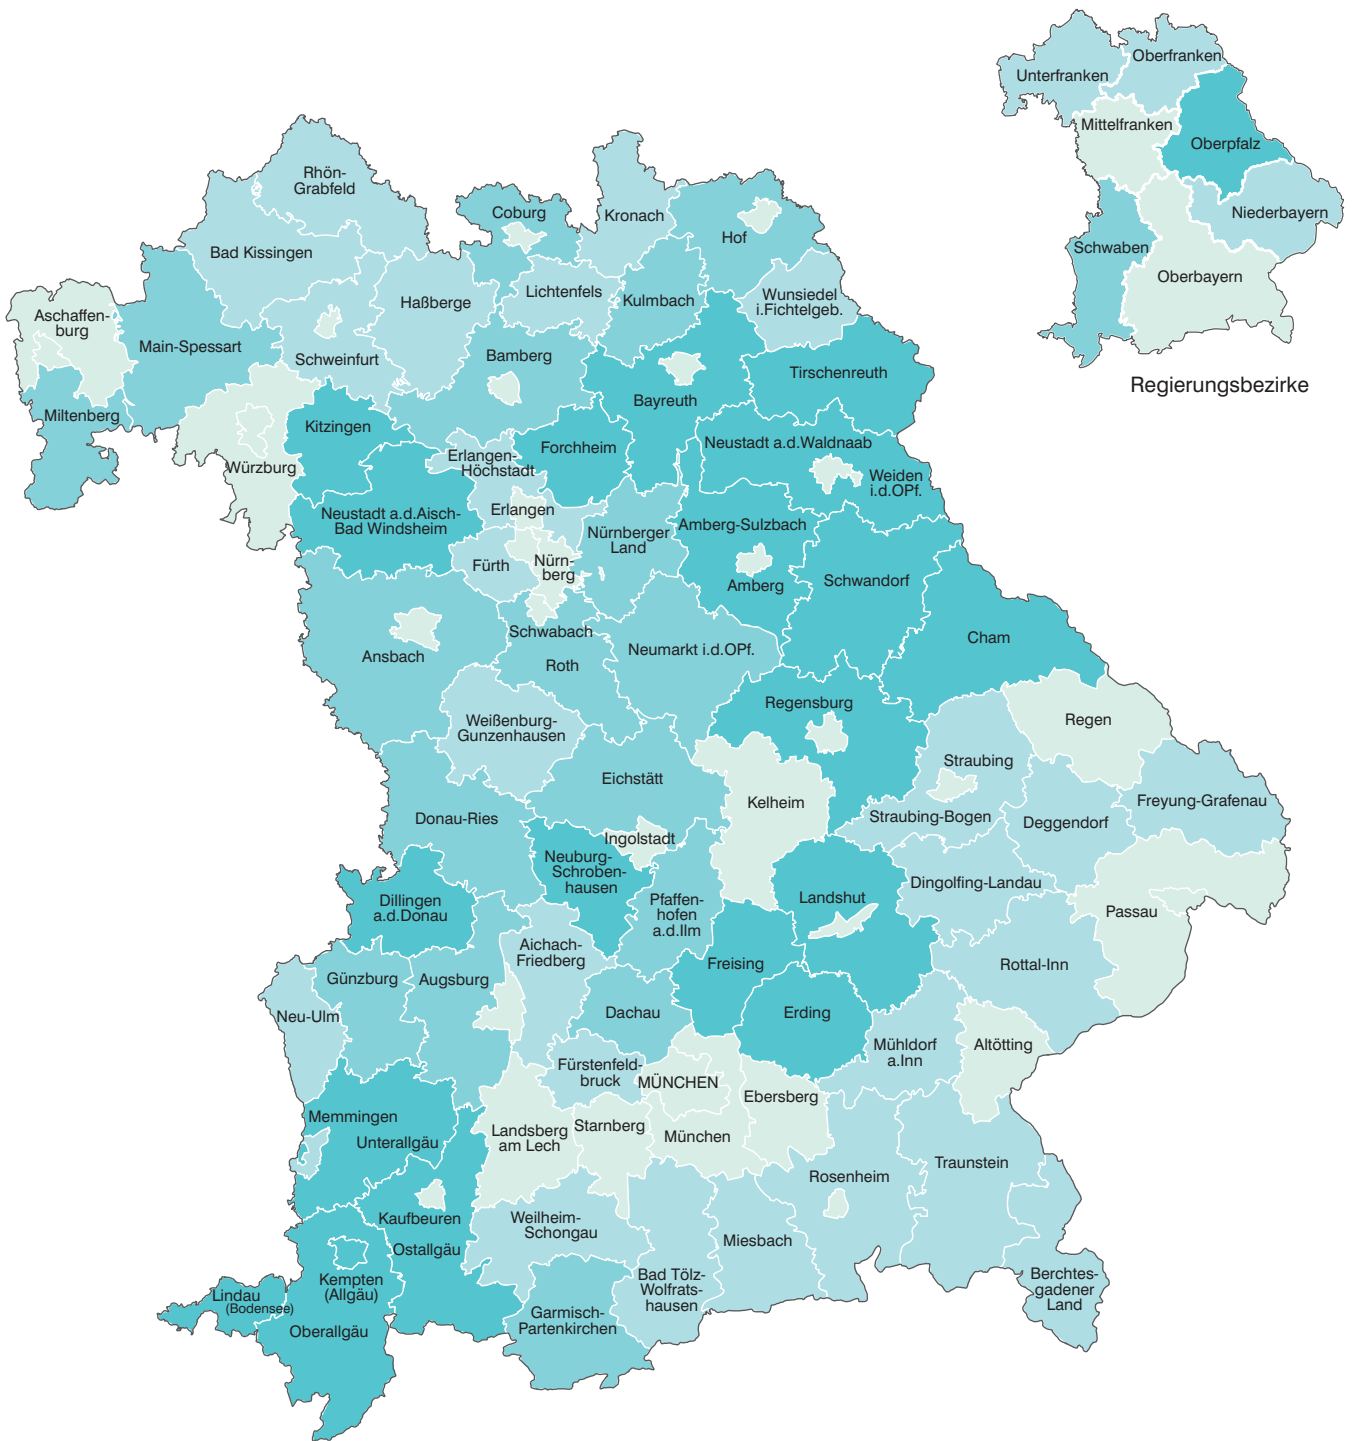 Oberfranken
Unterfranken
Mittelfranken
Oberpfalz
Niederbayern
Schwaben
Oberbayern
Regierungsbezirke
Rhön-
Grabfeld
Coburg
Kronach
Hof
Bad Kissingen
Lichtenfels
Kulmbach
Wunsiedel
i.Fichtelgeb.
Haßberge
Aschaffen-
burg
Main-Spessart
Schweinfurt
Bamberg
Tirschenreuth
Bayreuth
Miltenberg
Kitzingen
Forchheim
Neustadt a.d.Waldnaab
Erlangen-
Höchstadt
Würzburg
Weiden
i.d.OPf.
Neustadt a.d.Aisch-
Bad Windsheim
Erlangen
Nürnberger
Land
Amberg-Sulzbach
Fürth
Nürn-
berg
Amberg
Schwandorf
Schwabach
Cham
Ansbach
Roth
Neumarkt i.d.OPf.
Regensburg
Weißenburg-
Gunzenhausen
Regen
Straubing
Eichstätt
Kelheim
Freyung-Grafenau
Donau-Ries
Straubing-Bogen
Deggendorf
Ingolstadt
Neuburg-
Schroben-
hausen
Dingolfing-Landau
Dillingen
a.d.Donau
Pfaffen-
hofen
a.d.Ilm
Landshut
Passau
Aichach-
Friedberg
Freising
Rottal-Inn
Günzburg
Augsburg
Neu-Ulm
Dachau
Erding
Mühldorf
a.Inn
Altötting
Fürstenfeld-
bruck
MÜNCHEN
Ebersberg
Memmingen
Unterallgäu
Landsberg
am Lech
Starnberg
München
Rosenheim
Traunstein
Kaufbeuren
Weilheim-
Schongau
Miesbach
Ostallgäu
Kempten
(Allgäu)
Bad Tölz-
Wolfrats-
hausen
Berchtes-
gadener
Land
Lindau
(Bodensee)
Oberallgäu
Garmisch-
Partenkirchen